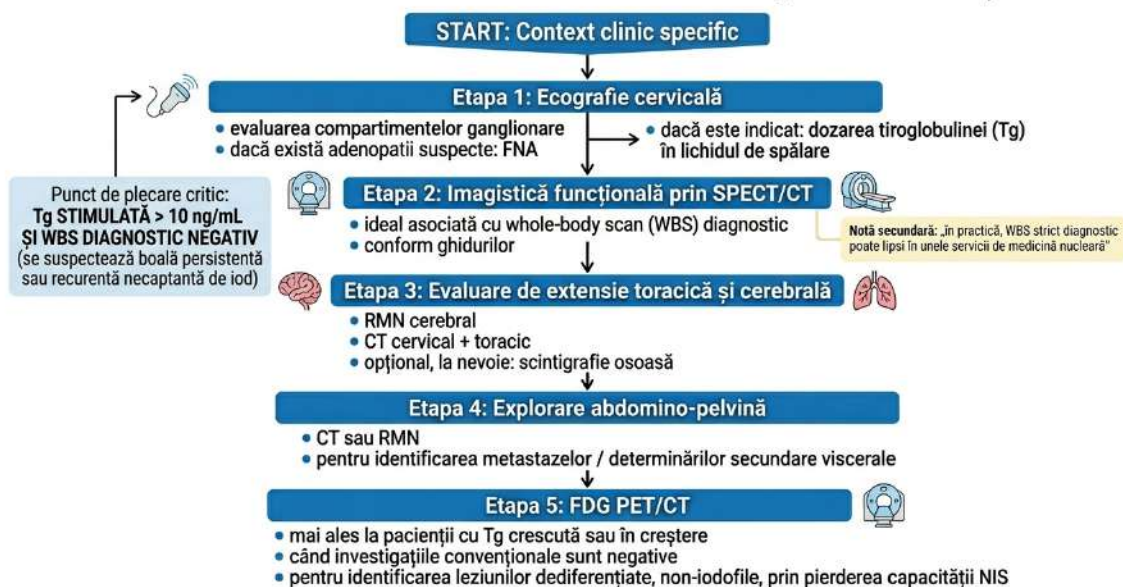 START: Context clinic specific
Etapa 1: Ecografie cervicală
• evaluarea compartimentelor ganglionare
• dacă există adenopatii suspecte: FNA
• dacă este indicat: dozarea tiroglobulinei (Tg)
în lichidul de spălare
Punct de plecare critic:
Tg STIMULATĂ > 10 ng/mL
ȘI WBS DIAGNOSTIC NEGATIV
(se suspectează boală persistentă
sau recurentă necaptantă de iod)
Etapa 2: Imagistică funcțională prin SPECT/CT
• ideal asociată cu whole-body scan (WBS) diagnostic
• conform ghidurilor
Notă secundară: „în practică, WBS strict diagnostic
poate lipsi în unele servicii de medicină nucleară”
Etapa 3: Evaluare de extensie toracică și cerebrală
• RMN cerebral
• CT cervical + toracic
• opțional, la nevoie: scintigrafie osoasă
Etapa 4: Explorare abdomino-pelvină
• CT sau RMN
• pentru identificarea metastazelor / determinărilor secundare viscerale
Etapa 5: FDG PET/CT
• mai ales la pacienții cu Tg crescută sau în creștere
• când investigațiile convenționale sunt negative
• pentru identificarea leziunilor dediferențiate, non-iodofile, prin pierderea capacității NIS